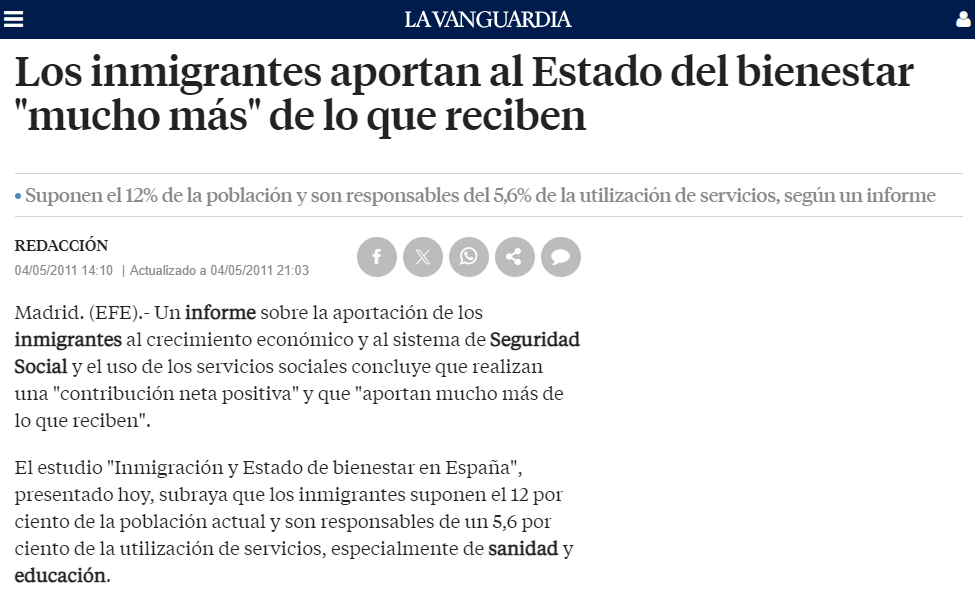 LA VANGUARDIA
Los inmigrantes aportan al Estado del bienestar
"mucho más" de lo que reciben
• Suponen el 12% de la población y son responsables del 5,6% de la utilización de servicios, según un informe
REDACCIÓN
04/05/2011 14:10 | Actualizado a 04/05/2011 21:03
Madrid. (EFE).- Un informe sobre la aportación de los
inmigrantes al crecimiento económico y al sistema de Seguridad
Social y el uso de los servicios sociales concluye que realizan
una "contribución neta positiva" y que "aportan mucho más de
lo que reciben".
El estudio "Inmigración y Estado de bienestar en España",
presentado hoy, subraya que los inmigrantes suponen el 12 por
ciento de la población actual y son responsables de un 5,6 por
ciento de la utilización de servicios, especialmente de sanidad y
educación.